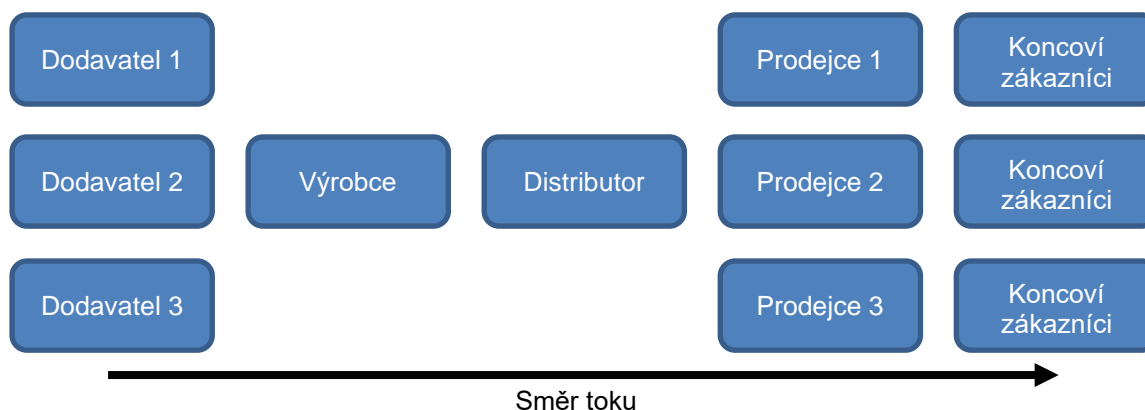 Dodavatel 1
Prodejce 1
Koncoví
zákazníci
Dodavatel 2
Výrobce
Distributor
Prodejce 2
Koncoví
zákazníci
Dodavatel 3
Prodejce 3
Koncoví
zákazníci
Směr toku